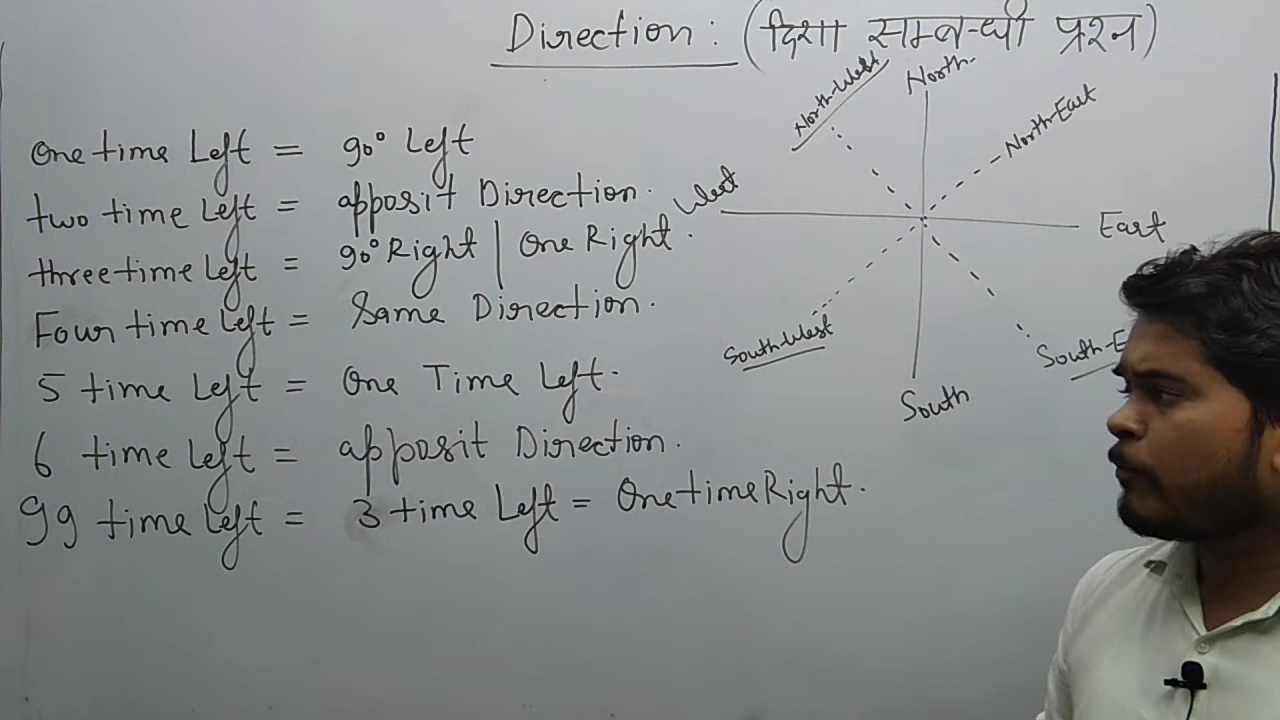 Direction : (दिशा सम्बन्धी प्रश्न)
One time Left = 90° Left
two time Left = apposit Direction.
three time Left = 90° Right | One Right.
Four time Left = Same Direction.
5 time Left = One Time Left.
6 time Left = apposit Direction.
99 time Left = 3 time Left = One time Right.
North-West
North
North-East
West
East
South-West
South
South-E